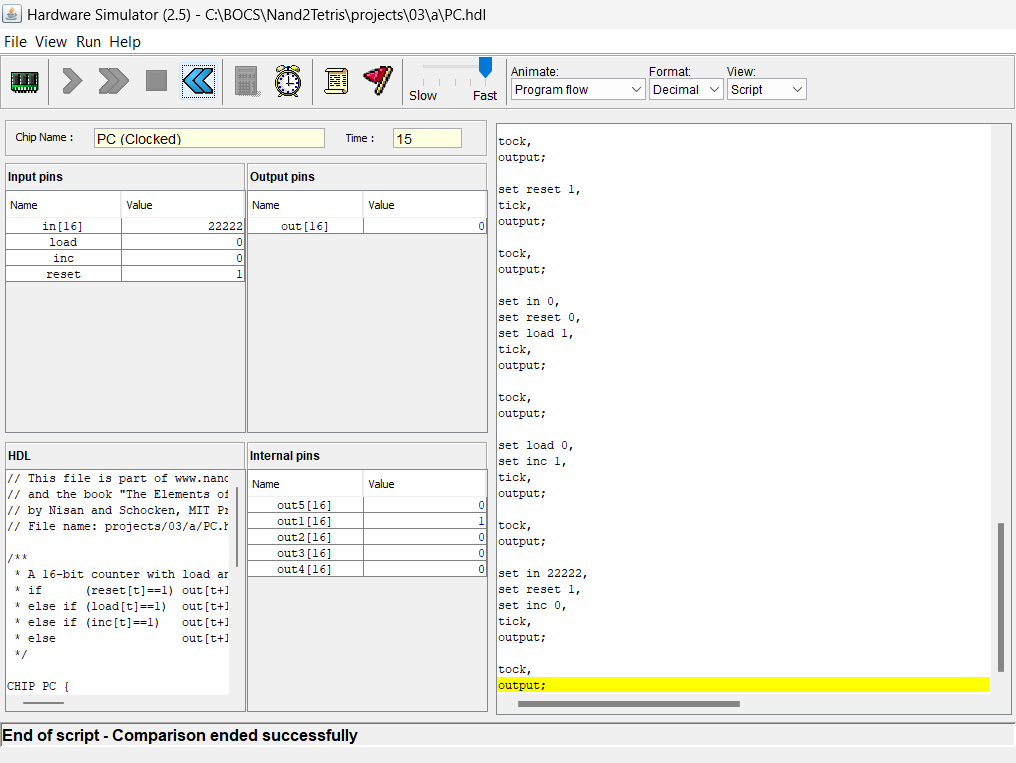 Hardware Simulator (2.5) - C:\BOCS\Nand2Tetris\projects\03\a\PC.hdl
File View Run Help
Slow Fast
Animate: Format: View:
Program flow Decimal Script
Chip Name : PC (Clocked) Time : 15
Input pins
Name Value
in[16] 22222
load 0
inc 0
reset 1
Output pins
Name Value
out[16] 0
HDL
// This file is part of www.nand
// and the book "The Elements of
// by Nisan and Schocken, MIT Pr
// File name: projects/03/a/PC.h
/**
* A 16-bit counter with load an
* if (reset[t]==1) out[t+1
* else if (load[t]==1) out[t+1
* else if (inc[t]==1) out[t+1
* else out[t+1
*/
CHIP PC {
Internal pins
Name Value
out5[16] 0
out1[16] 1
out2[16] 0
out3[16] 0
out4[16] 0
tock,
output;
set reset 1,
tick,
output;
tock,
output;
set in 0,
set reset 0,
set load 1,
tick,
output;
tock,
output;
set load 0,
set inc 1,
tick,
output;
tock,
output;
set in 22222,
set reset 1,
set inc 0,
tick,
output;
tock,
output;
End of script - Comparison ended successfully